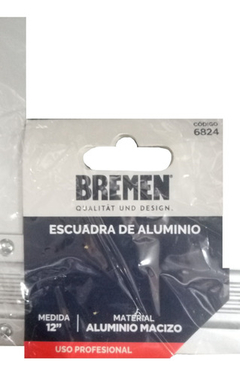 CÓDIGO
6824
BREMEN
QUALITÄT UND DESIGN.
ESCUADRA DE ALUMINIO
MEDIDA
12"
MATERIAL
ALUMINIO MACIZO
USO PROFESIONAL